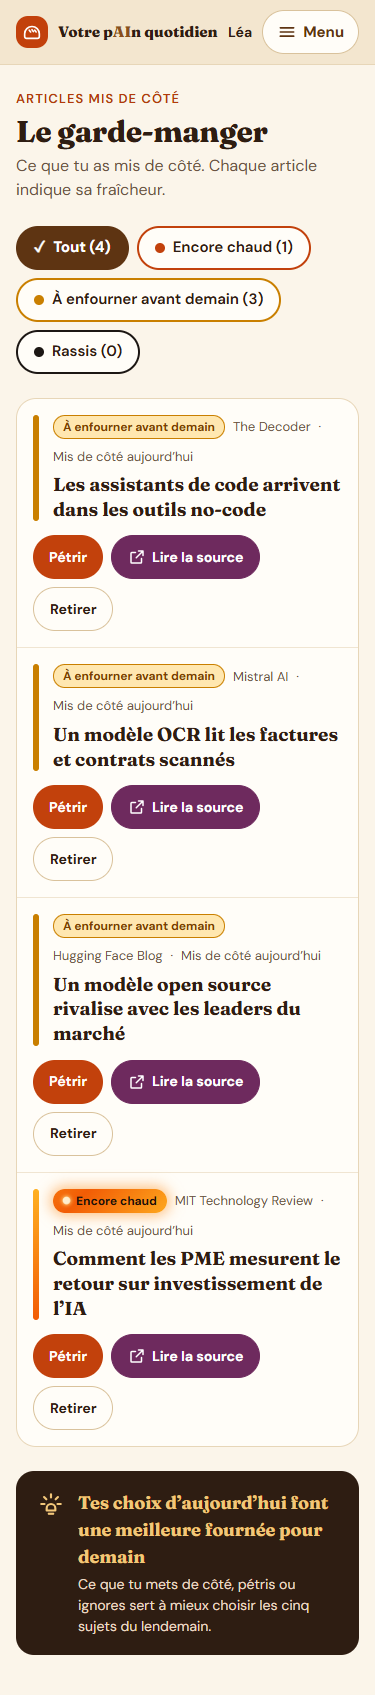 Votre pAIn quotidien Léa Menu
ARTICLES MIS DE CÔTÉ
Le garde-manger
Ce que tu as mis de côté. Chaque article
indique sa fraîcheur.
✓ Tout (4) Encore chaud (1)
À enfourner avant demain (3)
Rassis (0)
À enfourner avant demain The Decoder ·
Mis de côté aujourd’hui
Les assistants de code arrivent
dans les outils no-code
Pétrir Lire la source
Retirer
À enfourner avant demain Mistral AI ·
Mis de côté aujourd’hui
Un modèle OCR lit les factures
et contrats scannés
Pétrir Lire la source
Retirer
À enfourner avant demain
Hugging Face Blog · Mis de côté aujourd’hui
Un modèle open source
rivalise avec les leaders du
marché
Pétrir Lire la source
Retirer
Encore chaud MIT Technology Review ·
Mis de côté aujourd’hui
Comment les PME mesurent le
retour sur investissement de
l’IA
Pétrir Lire la source
Retirer
Tes choix d’aujourd’hui font
une meilleure fournée pour
demain
Ce que tu mets de côté, pétris ou
ignores sert à mieux choisir les cinq
sujets du lendemain.